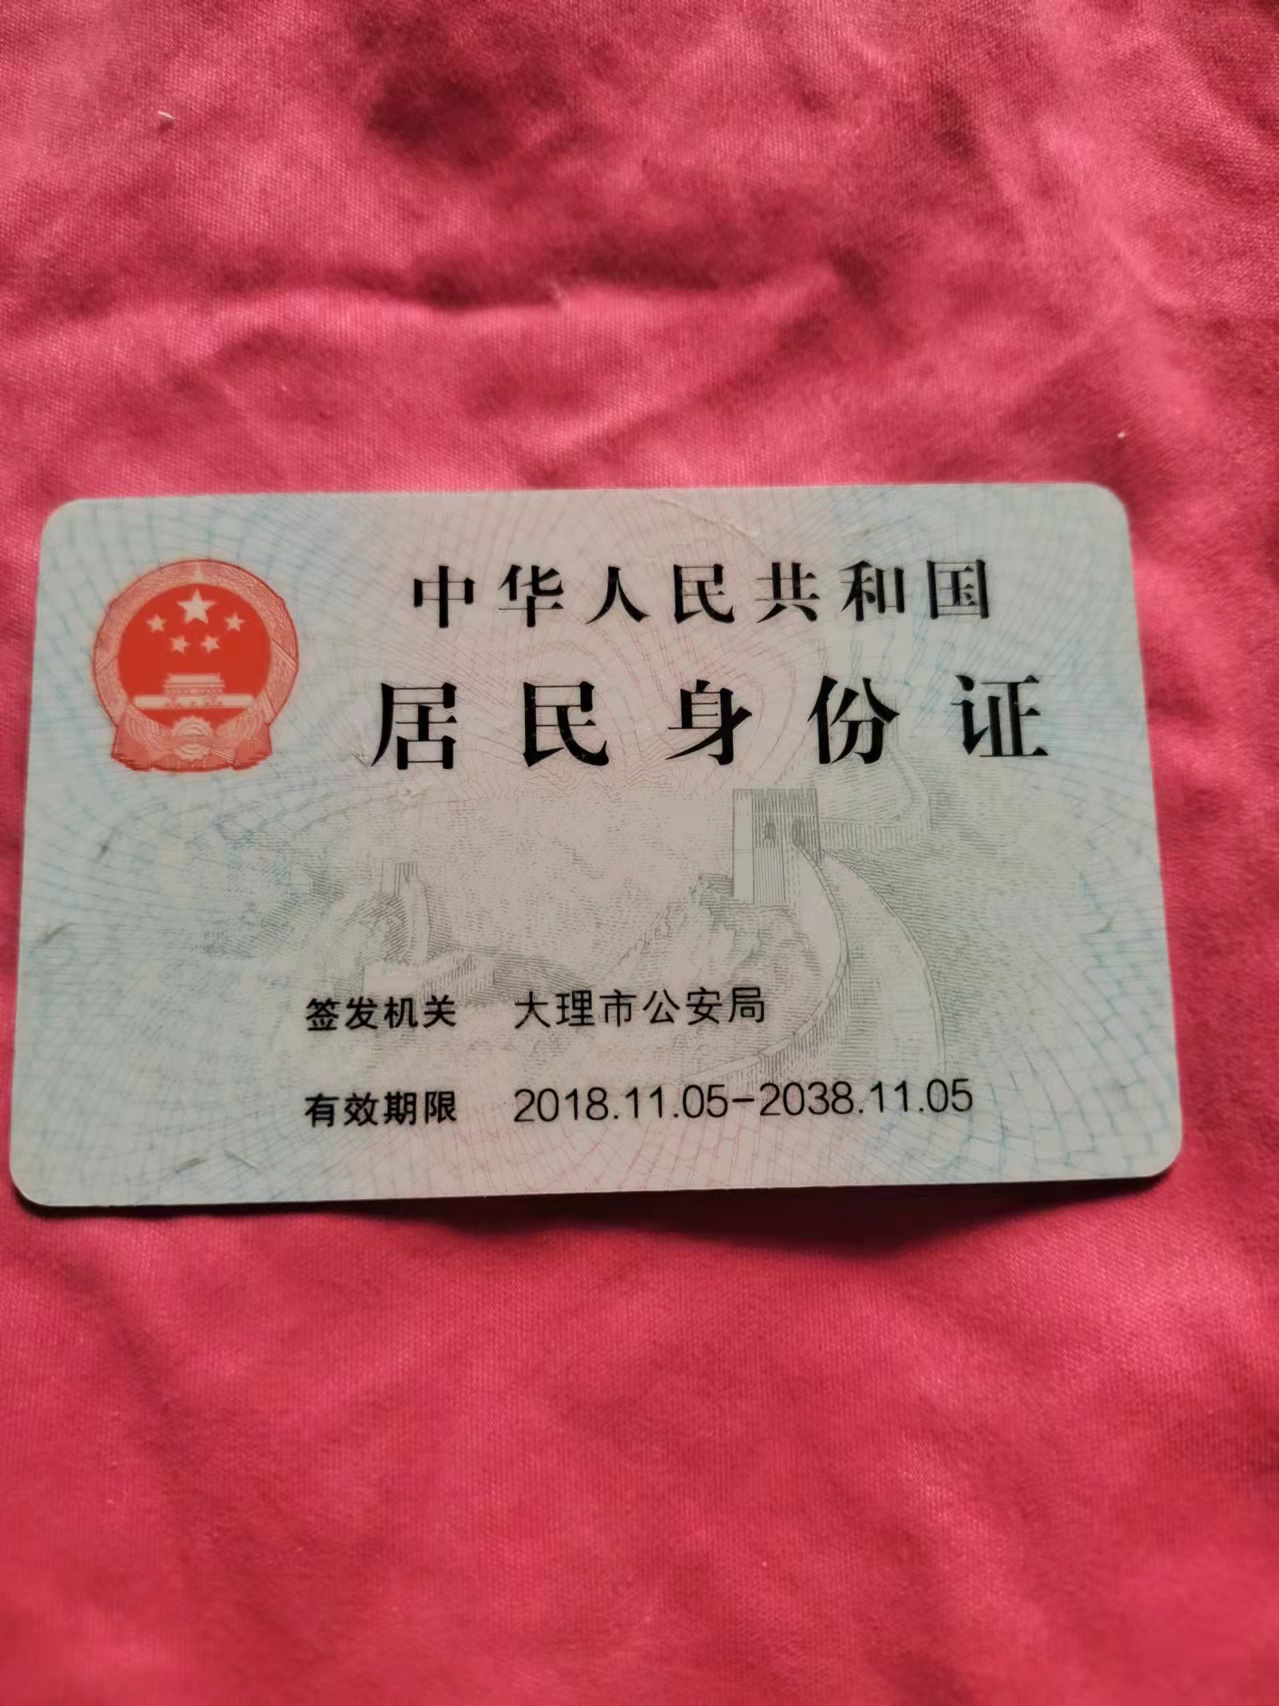 中华人民共和国
居民身份证
签发机关 大理市公安局
有效期限 2018.11.05-2038.11.05